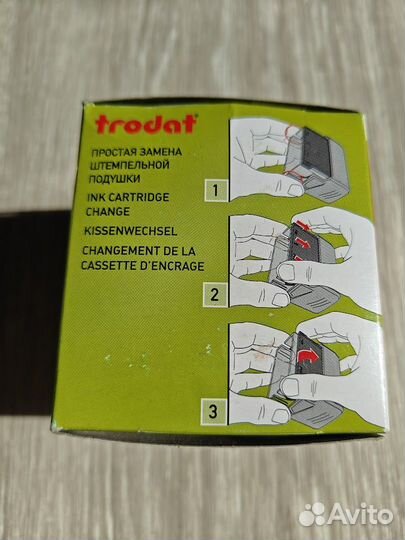 trodat
ПРОСТАЯ ЗАМЕНА
ШТЕМПЕЛЬНОЙ
ПОДУШКИ
INK CARTRIDGE
CHANGE
KISSENWECHSEL
CHANGEMENT DE LA
CASSETTE D'ENCRAGE
1
2
3
Avito